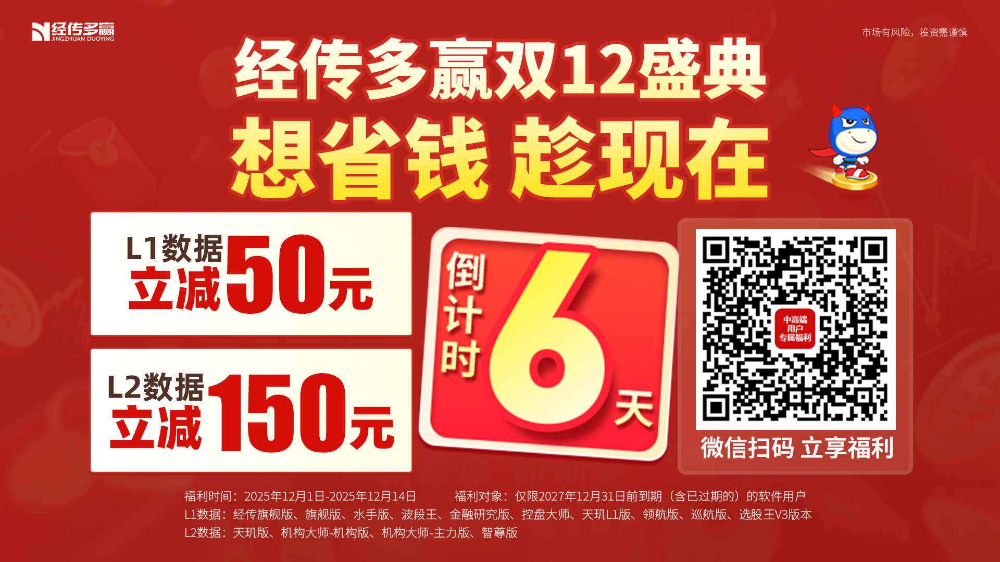 经传多赢
JINGZHUAN DUOYING
市场有风险，投资需谨慎
经传多赢双12盛典
想省钱 趁现在
L1数据
立减50元
L2数据
立减150元
倒计时
6
天
中高端
用户
专属福利
微信扫码 立享福利
福利时间：2025年12月1日-2025年12月14日 福利对象：仅限2027年12月31日前到期（含已过期的）的软件用户
L1数据：经传旗舰版、旗舰版、水手版、波段王、金融研究版、控盘大师、天玑L1版、领航版、巡航版、选股王V3版本
L2数据：天玑版、机构大师-机构版、机构大师-主力版、智尊版